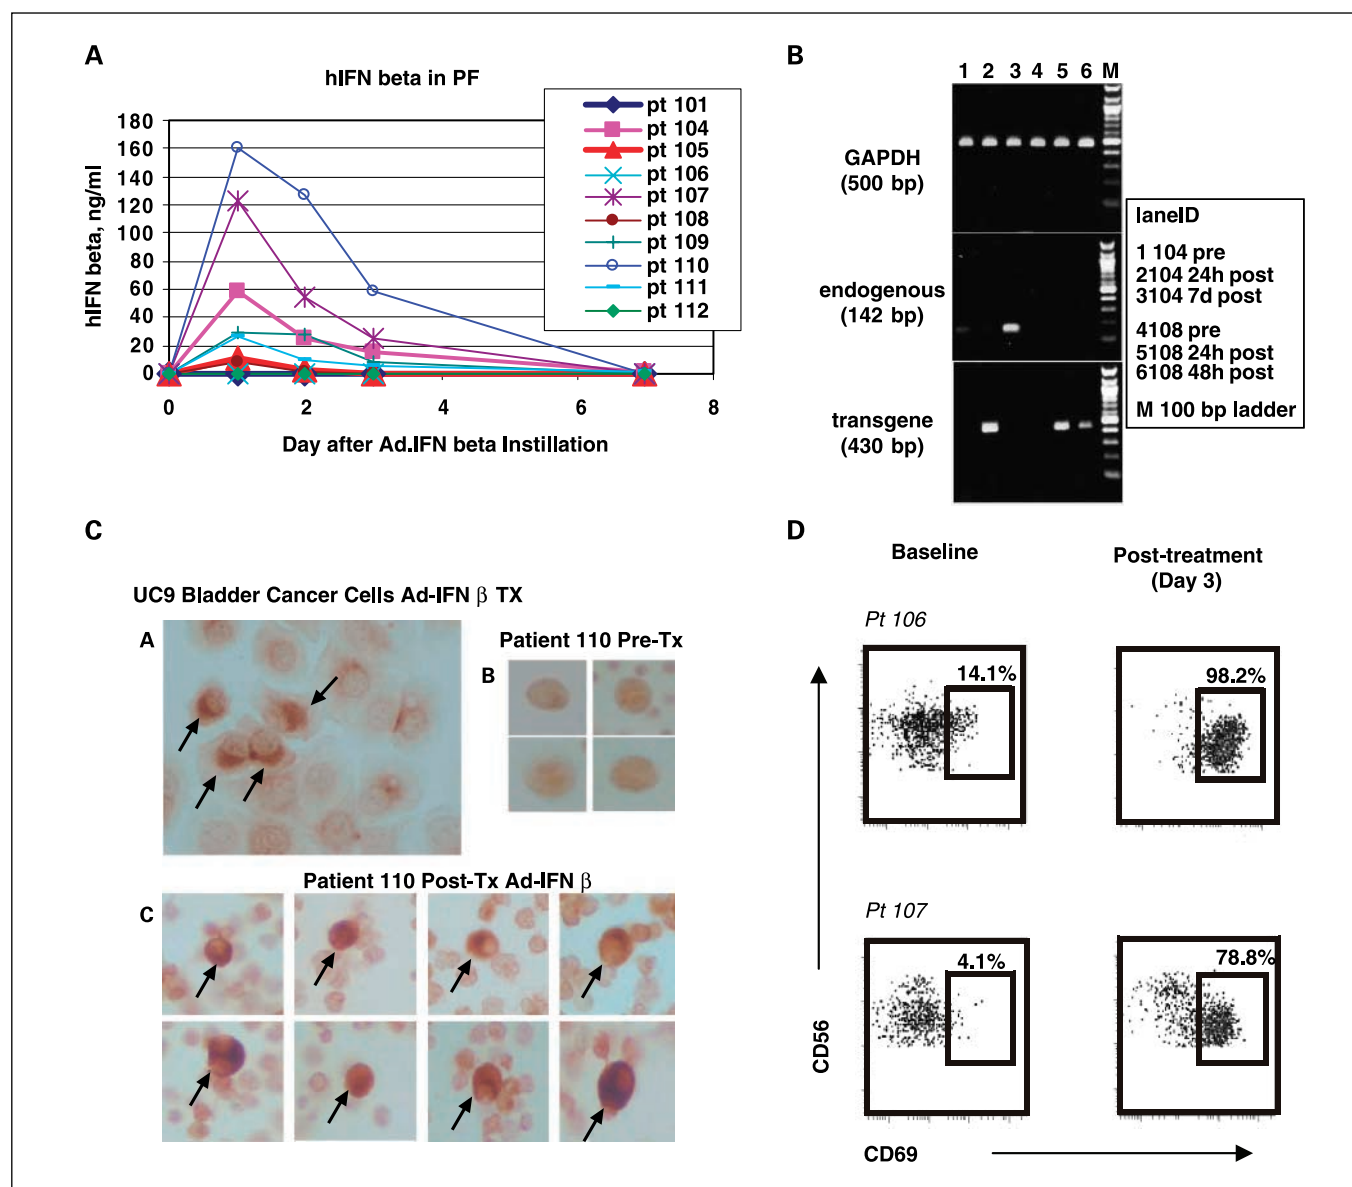 A
hIFN beta in PF
hIFN beta, ng/ml
180
160
140
120
100
80
60
40
20
0
0
2
4
6
8
Day after Ad.IFN beta Instillation
pt 101
pt 104
pt 105
pt 106
pt 107
pt 108
pt 109
pt 110
pt 111
pt 112
B
1 2 3 4 5 6 M
GAPDH
(500 bp)
endogenous
(142 bp)
transgene
(430 bp)
laneID
1 104 pre
2104 24h post
3104 7d post
4108 pre
5108 24h post
6108 48h post
M 100 bp ladder
C
UC9 Bladder Cancer Cells Ad-IFN β TX
A
Patient 110 Pre-Tx
B
Patient 110 Post-Tx Ad-IFN β
C
D
Baseline
Post-treatment
(Day 3)
Pt 106
14.1%
98.2%
Pt 107
4.1%
78.8%
CD56
CD69